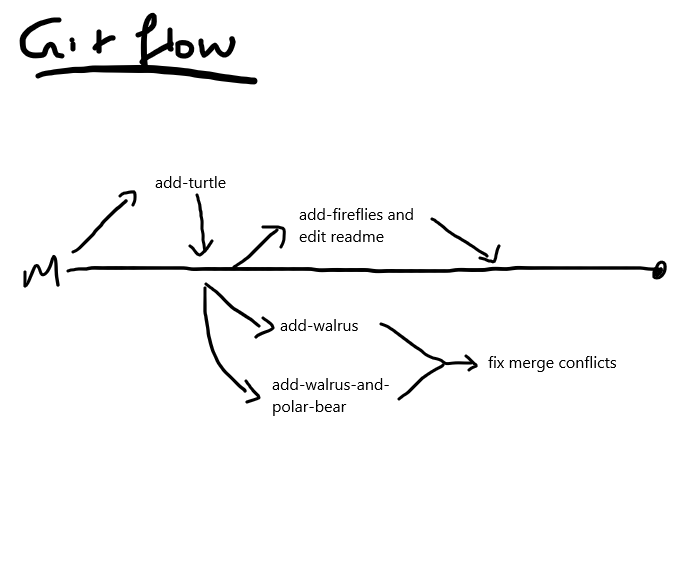 Git flow
add-turtle
add-fireflies and
edit readme
M
add-walrus
fix merge conflicts
add-walrus-and-
polar-bear